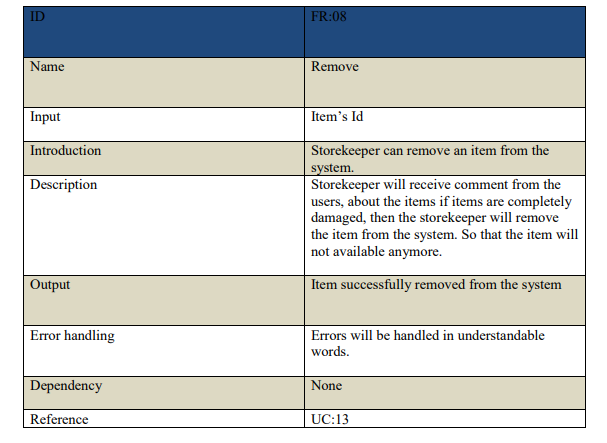 ID FR:08
Name Remove
Input Item’s Id
Introduction Storekeeper can remove an item from the
system.
Description Storekeeper will receive comment from the
users, about the items if items are completely
damaged, then the storekeeper will remove
the item from the system. So that the item will
not available anymore.
Output Item successfully removed from the system
Error handling Errors will be handled in understandable
words.
Dependency None
Reference UC:13